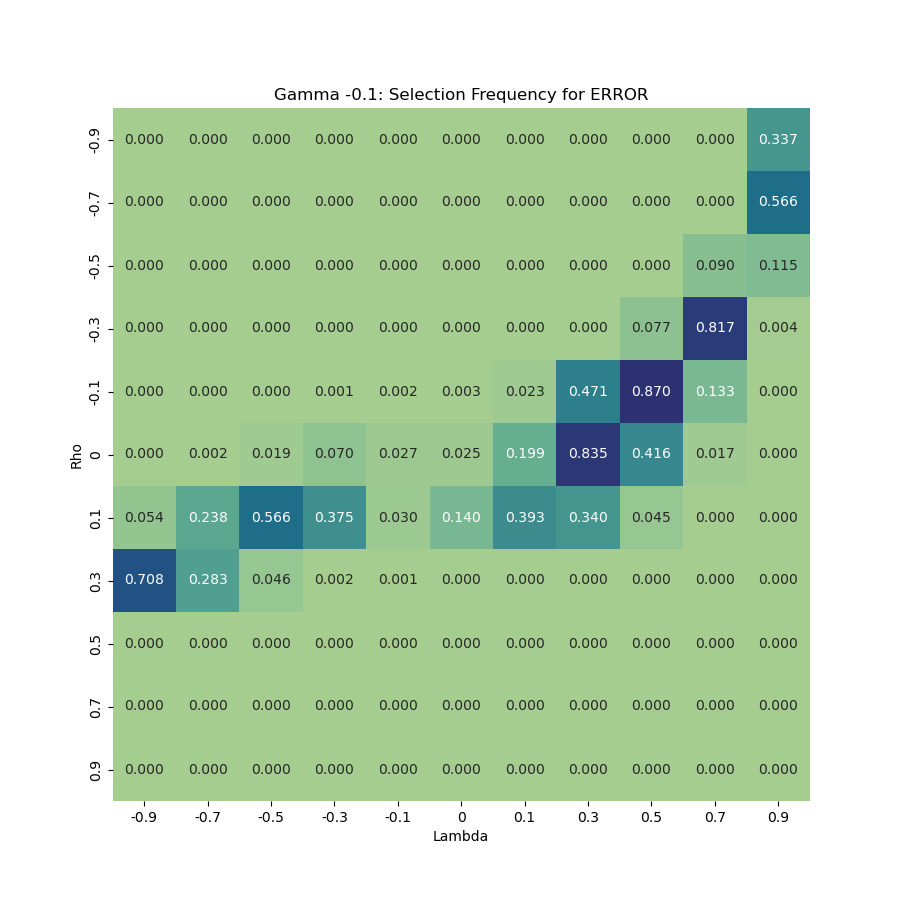 Gamma -0.1: Selection Frequency for ERROR
-0.9 0.000 0.000 0.000 0.000 0.000 0.000 0.000 0.000 0.000 0.000 0.337
-0.7 0.000 0.000 0.000 0.000 0.000 0.000 0.000 0.000 0.000 0.000 0.566
-0.5 0.000 0.000 0.000 0.000 0.000 0.000 0.000 0.000 0.000 0.090 0.115
-0.3 0.000 0.000 0.000 0.000 0.000 0.000 0.000 0.000 0.077 0.817 0.004
-0.1 0.000 0.000 0.000 0.001 0.002 0.003 0.023 0.471 0.870 0.133 0.000
Rho
0 0.000 0.002 0.019 0.070 0.027 0.025 0.199 0.835 0.416 0.017 0.000
0.1 0.054 0.238 0.566 0.375 0.030 0.140 0.393 0.340 0.045 0.000 0.000
0.3 0.708 0.283 0.046 0.002 0.001 0.000 0.000 0.000 0.000 0.000 0.000
0.5 0.000 0.000 0.000 0.000 0.000 0.000 0.000 0.000 0.000 0.000 0.000
0.7 0.000 0.000 0.000 0.000 0.000 0.000 0.000 0.000 0.000 0.000 0.000
0.9 0.000 0.000 0.000 0.000 0.000 0.000 0.000 0.000 0.000 0.000 0.000
-0.9 -0.7 -0.5 -0.3 -0.1 0 0.1 0.3 0.5 0.7 0.9
Lambda